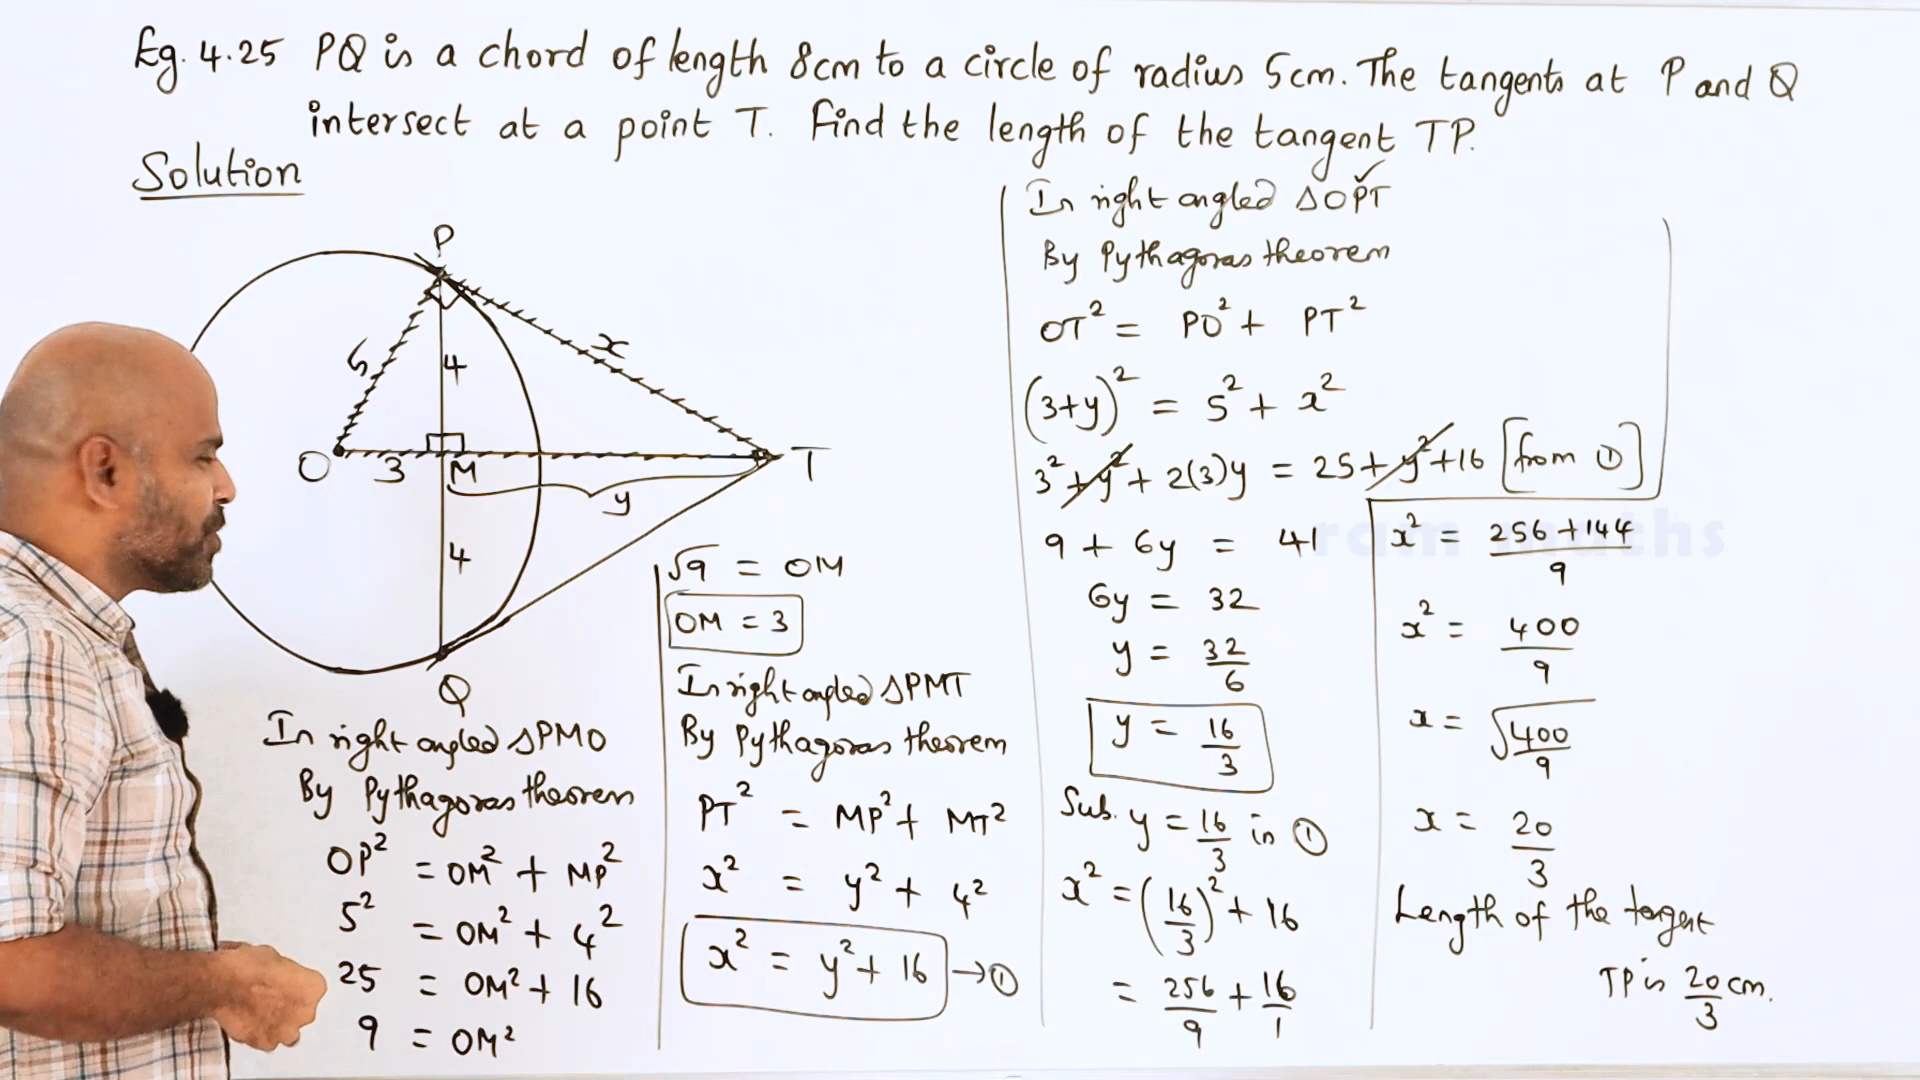 Eg. 4.25 PQ is a chord of length 8cm to a circle of radius 5cm. The tangents at P and Q
intersect at a point T. Find the length of the tangent TP.
Solution
P
5
4
x
O
3
M
T
y
4
Q
In right angled ΔPMO
By Pythagoras theorem
OP² = OM² + MP²
5² = OM² + 4²
25 = OM² + 16
9 = OM²
√9 = OM
OM = 3
In right angled ΔPMT
By Pythagoras theorem
PT² = MP² + MT²
x² = y² + 4²
x² = y² + 16 → ①
In right angled ΔOPT
By Pythagoras theorem
OT² = PO² + PT²
(3+y)² = 5² + x²
3² + y² + 2(3)y = 25 + y² + 16 [from ①]
9 + 6y = 41
6y = 32
y = 32/6
y = 16/3
Sub. y = 16/3 in ①
x² = (16/3)² + 16
= 256/9 + 16/1
x² = 256+144/9
x² = 400/9
x = √400/9
x = 20/3
Length of the tangent
TP is 20/3 cm.